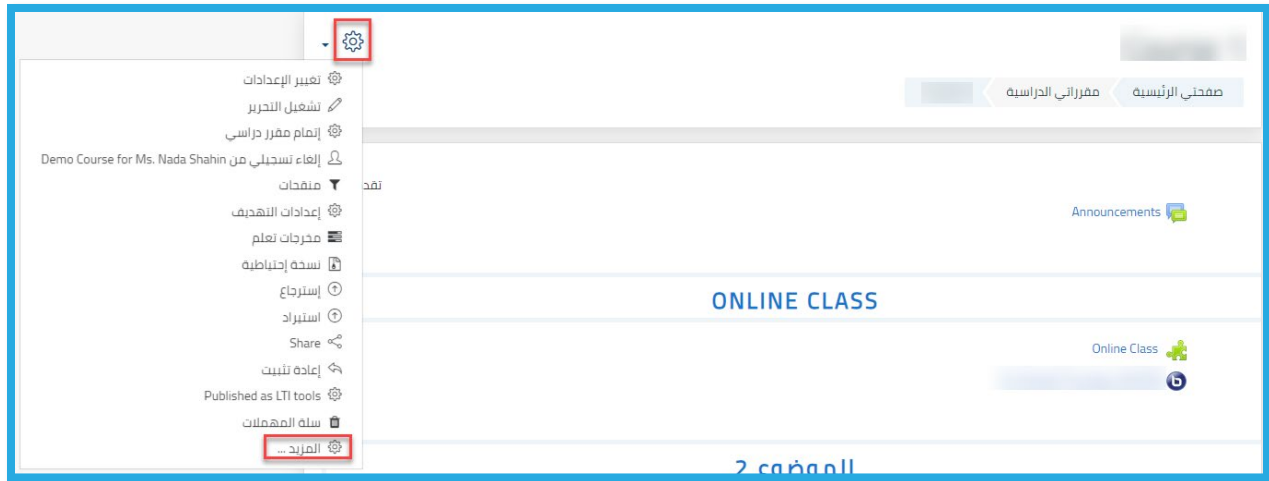 صفحتي الرئيسية
مقرراتي الدراسية
تغيير الإعدادات
تشغيل التحرير
إتمام مقرر دراسي
إلغاء تسجيلي من Demo Course for Ms. Nada Shahin
منقحات
إعدادات التهديف
مخرجات تعلم
نسخة إحتياطية
إسترجاع
استيراد
Share
إعادة تثبيت
Published as LTI tools
سلة المهملات
المزيد ...
Announcements
ONLINE CLASS
Online Class
الموضوع 2